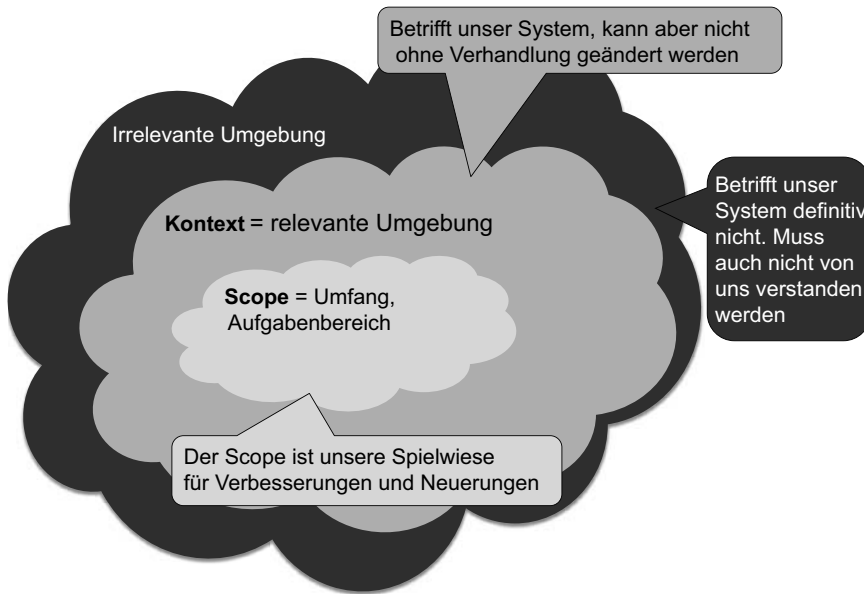 Betrifft unser System, kann aber nicht
ohne Verhandlung geändert werden
Irrelevante Umgebung
Betrifft unser
System definitiv
nicht. Muss
auch nicht von
uns verstanden
werden
Kontext = relevante Umgebung
Scope = Umfang,
Aufgabenbereich
Der Scope ist unsere Spielwiese
für Verbesserungen und Neuerungen